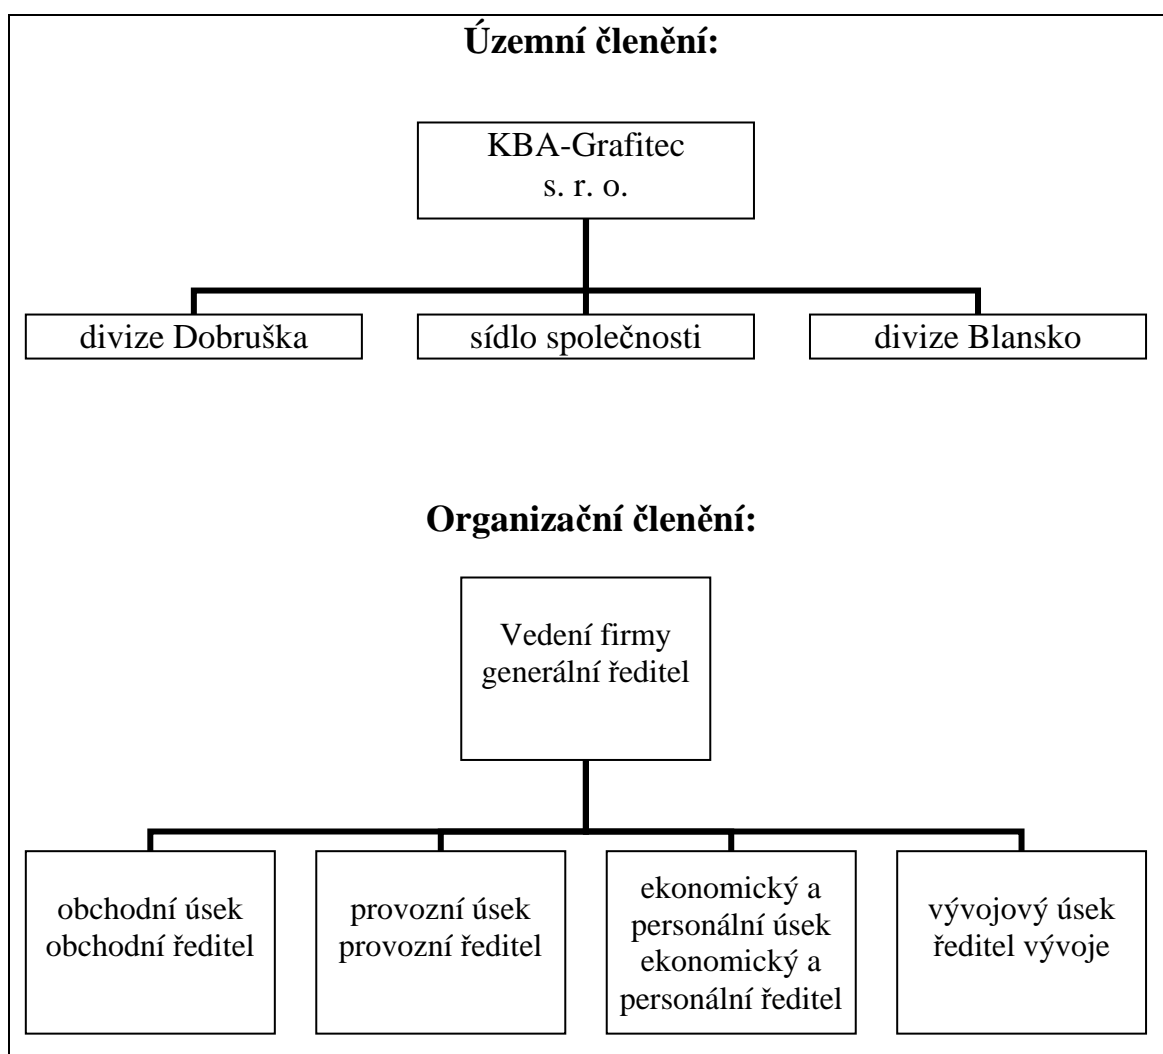 Územní členění:
KBA-Grafitec
s. r. o.
divize Dobruška
sídlo společnosti
divize Blansko
Organizační členění:
Vedení firmy
generální ředitel
obchodní úsek
obchodní ředitel
provozní úsek
provozní ředitel
ekonomický a
personální úsek
ekonomický a
personální ředitel
vývojový úsek
ředitel vývoje